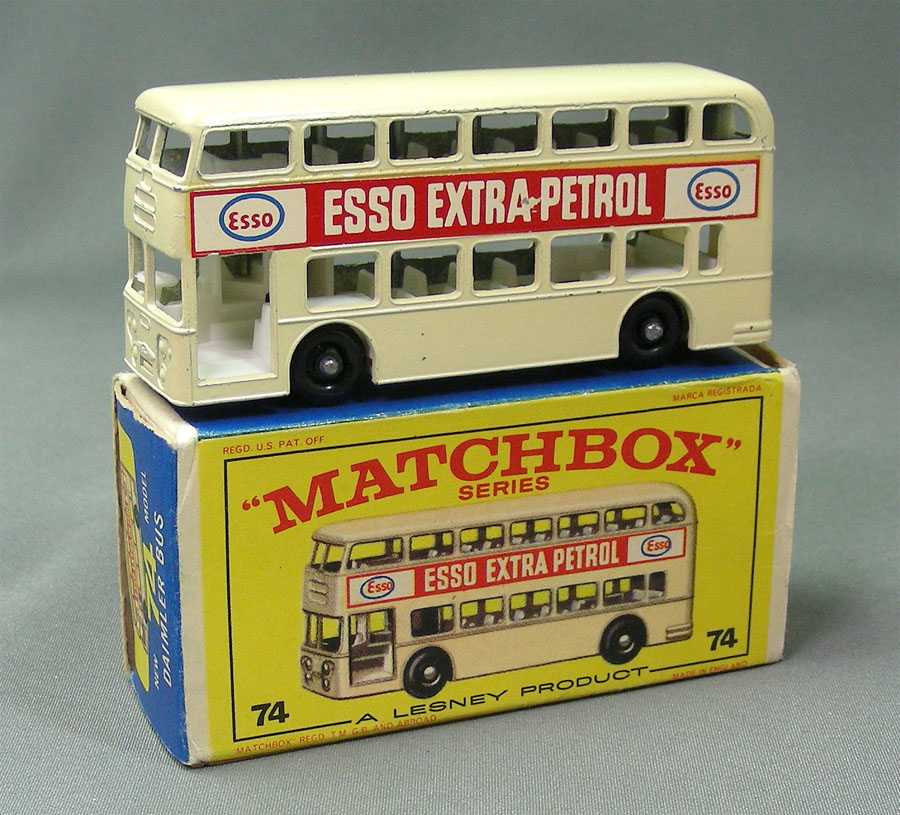 Esso ESSO EXTRA-PETROL Esso
MARCA REGISTRADA
REGD. U.S. PAT. OFF.
"MATCHBOX"
SERIES
Esso ESSO EXTRA PETROL Esso
74
74
A LESNEY PRODUCT
MADE IN ENGLAND
"MATCHBOX" REGD. T.M. G.B. AND ABROAD
NEW 74 MODEL
DAIMLER BUS